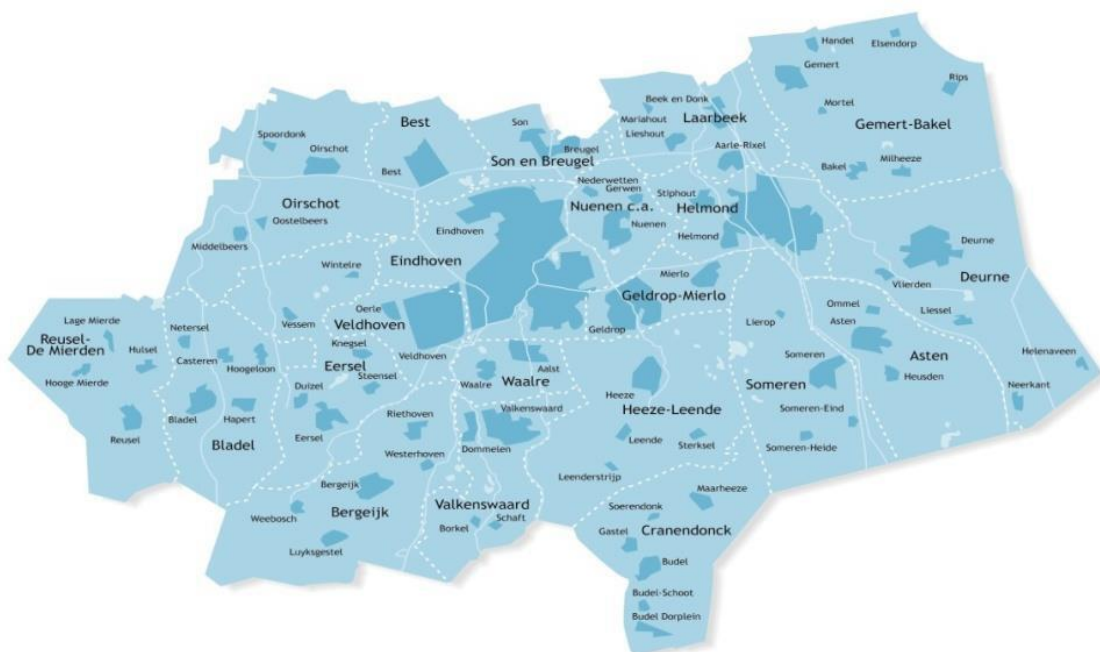 Handel
Elsendorp
Gemert
Rips
Beek en Donk
Mortel
Best
Mariahout
Laarbeek
Son
Lieshout
Gemert-Bakel
Spoordonk
Breugel
Aarle-Rixel
Oirschot
Son en Breugel
Milheeze
Best
Bakel
Nederwetten
Gerwen
Stiphout
Oirschot
Nuenen c.a.
Helmond
Oostelbeers
Nuenen
Eindhoven
Helmond
Deurne
Middelbeers
Eindhoven
Wintelre
Mierlo
Deurne
Vlierden
Geldrop-Mierlo
Oerle
Ommel
Liessel
Lage Mierde
Netersel
Vessem
Veldhoven
Geldrop
Lierop
Asten
Reusel-
De Mierden
Hulsel
Knegsel
Casteren
Veldhoven
Someren
Asten
Hoogeloon
Eersel
Aalst
Helenaveen
Hooge Mierde
Steensel
Waalre
Waalre
Heusden
Duizel
Someren
Neerkant
Heeze
Riethoven
Valkenswaard
Heeze-Leende
Someren-Eind
Bladel
Hapert
Reusel
Eersel
Leende
Sterksel
Bladel
Dommelen
Someren-Heide
Westerhoven
Leenderstrijp
Bergeijk
Maarheeze
Valkenswaard
Soerendonk
Weebosch
Bergeijk
Schaft
Borkel
Gastel
Cranendonck
Luyksgestel
Budel
Budel-Schoot
Budel Dorplein